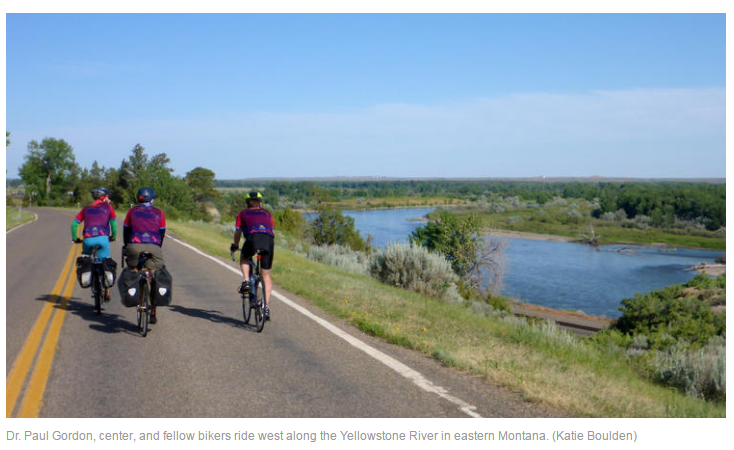 Dr. Paul Gordon, center, and fellow bikers ride west along the Yellowstone River in eastern Montana. (Katie Boulden)